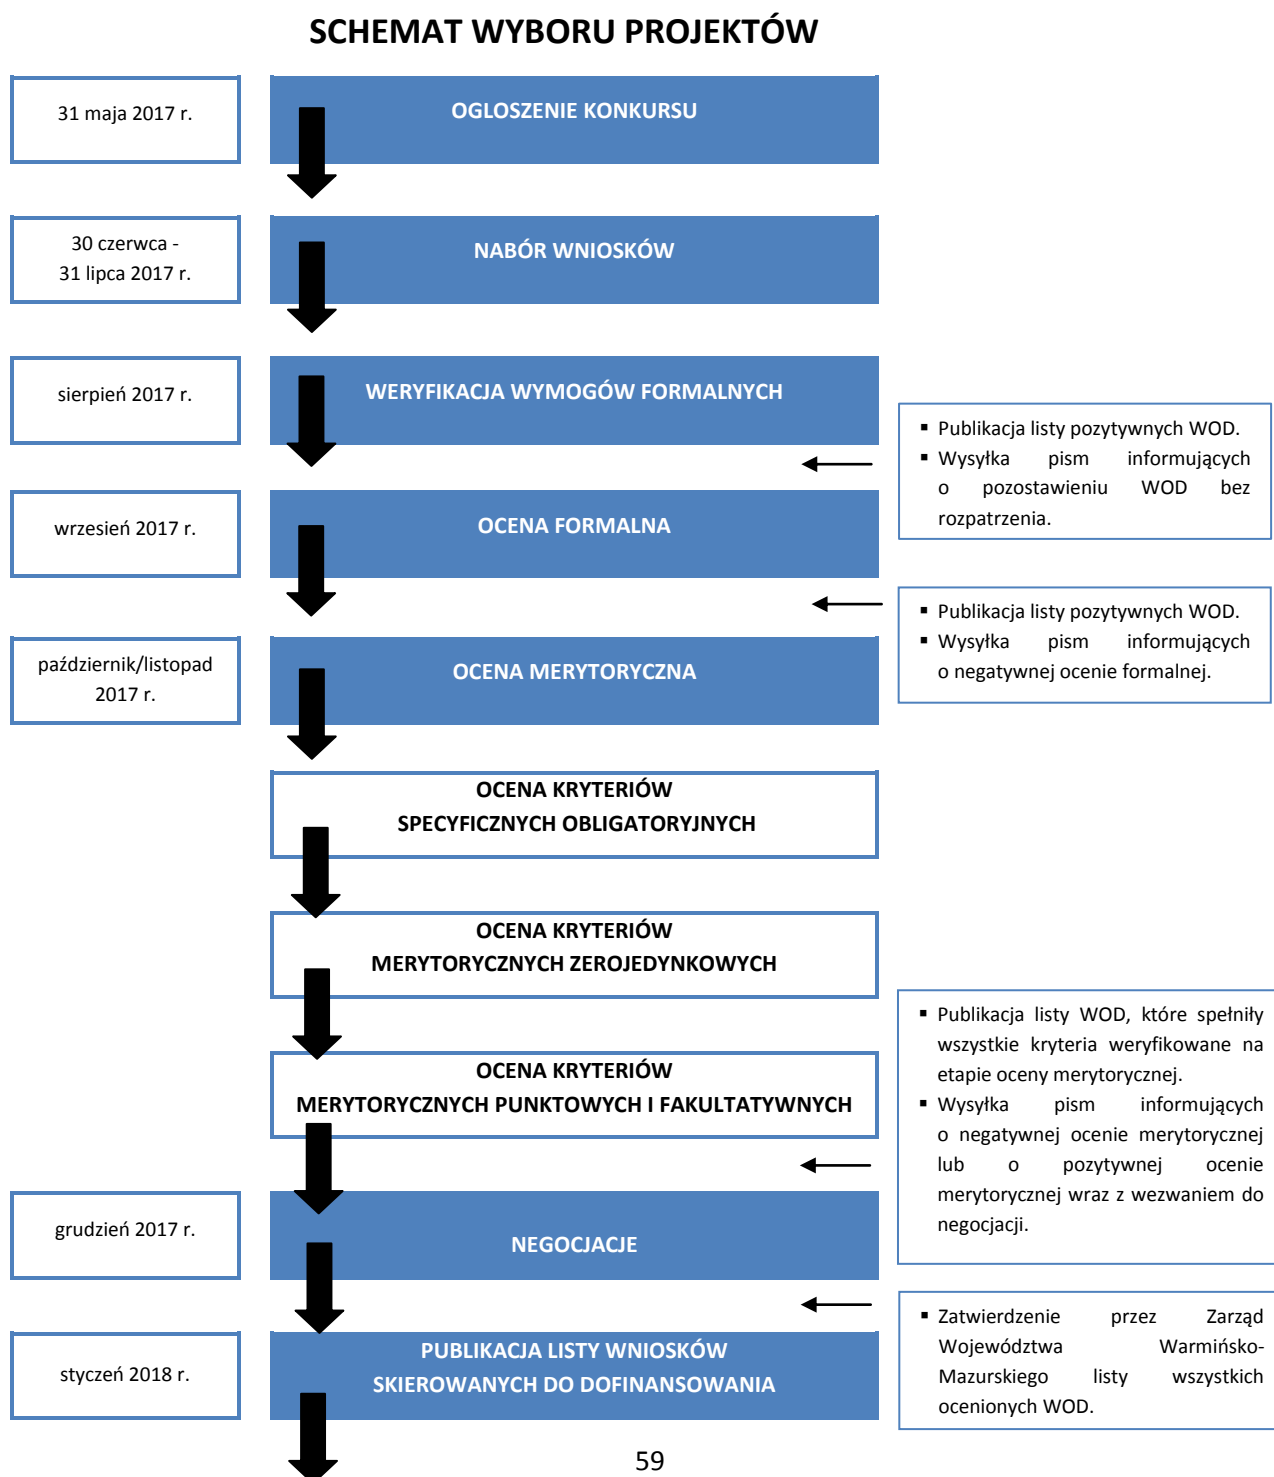 SCHEMAT WYBORU PROJEKTÓW
31 maja 2017 r.
OGLOSZENIE KONKURSU
30 czerwca -
31 lipca 2017 r.
NABÓR WNIOSKÓW
sierpień 2017 r.
WERYFIKACJA WYMOGÓW FORMALNYCH
▪ Publikacja listy pozytywnych WOD.
▪ Wysyłka pism informujących
o pozostawieniu WOD bez
rozpatrzenia.
wrzesień 2017 r.
OCENA FORMALNA
▪ Publikacja listy pozytywnych WOD.
▪ Wysyłka pism informujących
o negatywnej ocenie formalnej.
październik/listopad
2017 r.
OCENA MERYTORYCZNA
OCENA KRYTERIÓW
SPECYFICZNYCH OBLIGATORYJNYCH
OCENA KRYTERIÓW
MERYTORYCZNYCH ZEROJEDYNKOWYCH
OCENA KRYTERIÓW
MERYTORYCZNYCH PUNKTOWYCH I FAKULTATYWNYCH
▪ Publikacja listy WOD, które spełniły
wszystkie kryteria weryfikowane na
etapie oceny merytorycznej.
▪ Wysyłka pism informujących
o negatywnej ocenie merytorycznej
lub o pozytywnej ocenie
merytorycznej wraz z wezwaniem do
negocjacji.
grudzień 2017 r.
NEGOCJACJE
▪ Zatwierdzenie przez Zarząd
Województwa Warmińsko-
Mazurskiego listy wszystkich
ocenionych WOD.
styczeń 2018 r.
PUBLIKACJA LISTY WNIOSKÓW
SKIEROWANYCH DO DOFINANSOWANIA
59